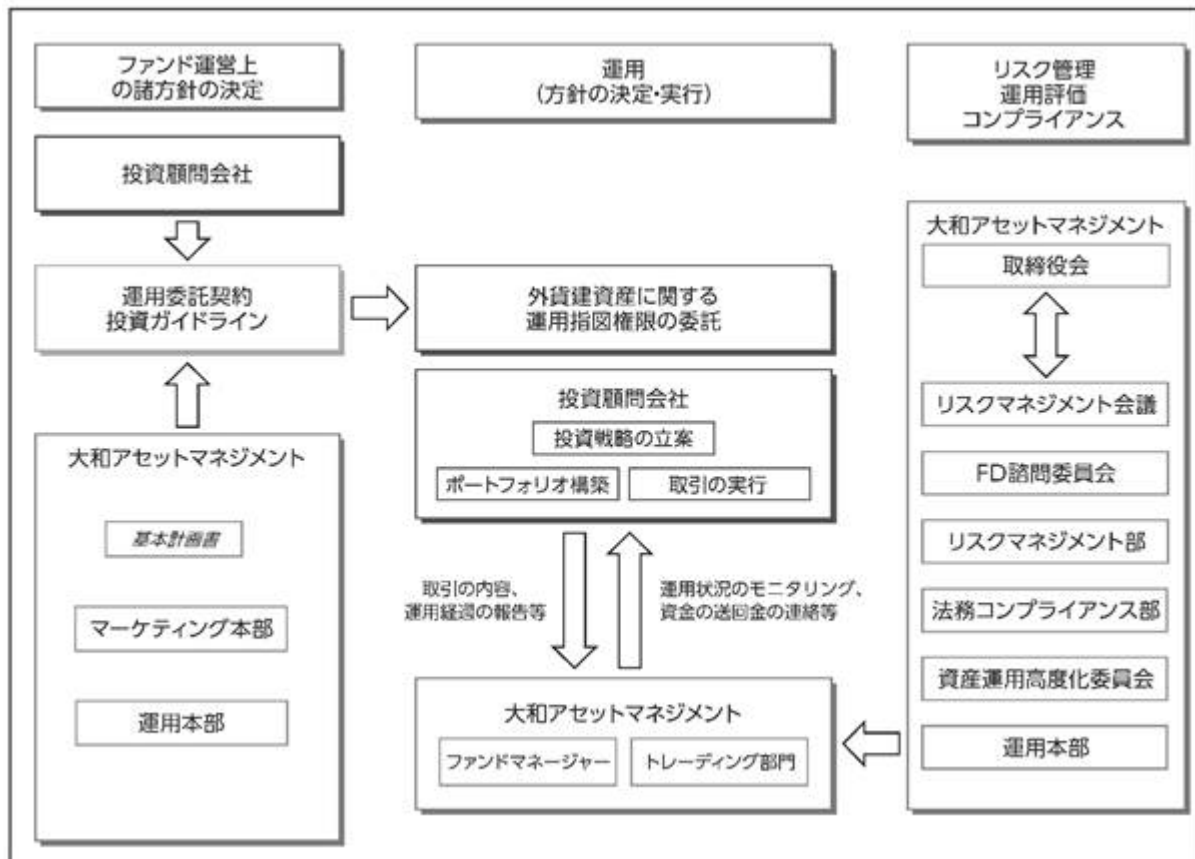 ファンド運営上
の諸方針の決定
投資顧問会社
運用委託契約
投資ガイドライン
大和アセットマネジメント
基本計画書
マーケティング本部
運用本部
運用
(方針の決定・実行)
外貨建資産に関する
運用指図権限の委託
投資顧問会社
投資戦略の立案
ポートフォリオ構築
取引の実行
取引の内容、
運用経過の報告等
運用状況のモニタリング、
資金の送回金の連絡等
大和アセットマネジメント
ファンドマネージャー
トレーディング部門
リスク管理
運用評価
コンプライアンス
大和アセットマネジメント
取締役会
リスクマネジメント会議
FD諮問委員会
リスクマネジメント部
法務コンプライアンス部
資産運用高度化委員会
運用本部